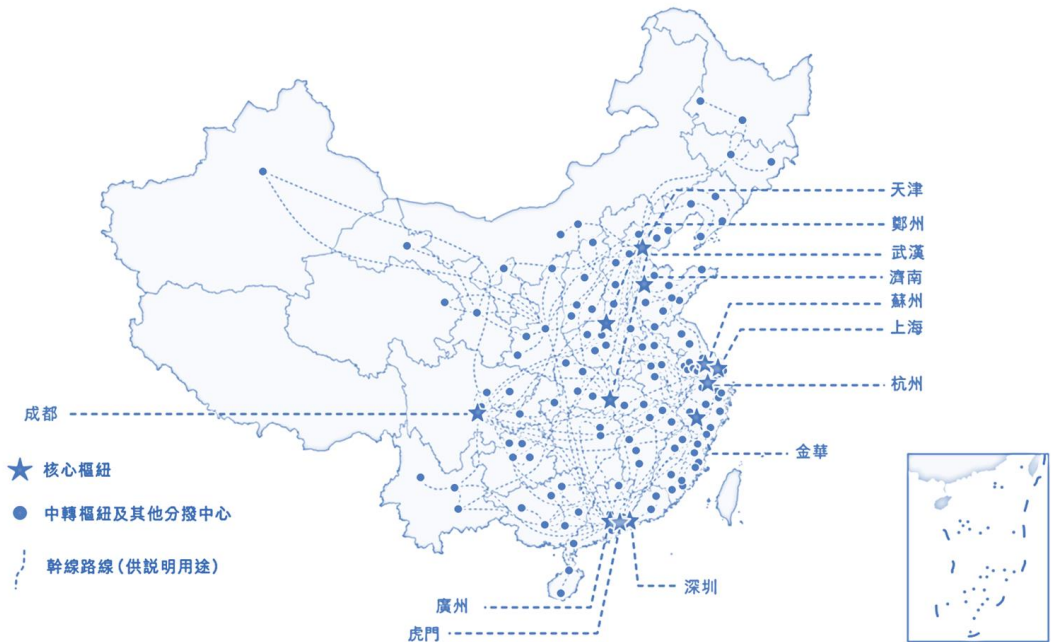 天津
鄭州
武漢
濟南
蘇州
上海
杭州
成都
金華
核心樞紐
中轉樞紐及其他分撥中心
幹線路線(供説明用途)
深圳
廣州
虎門